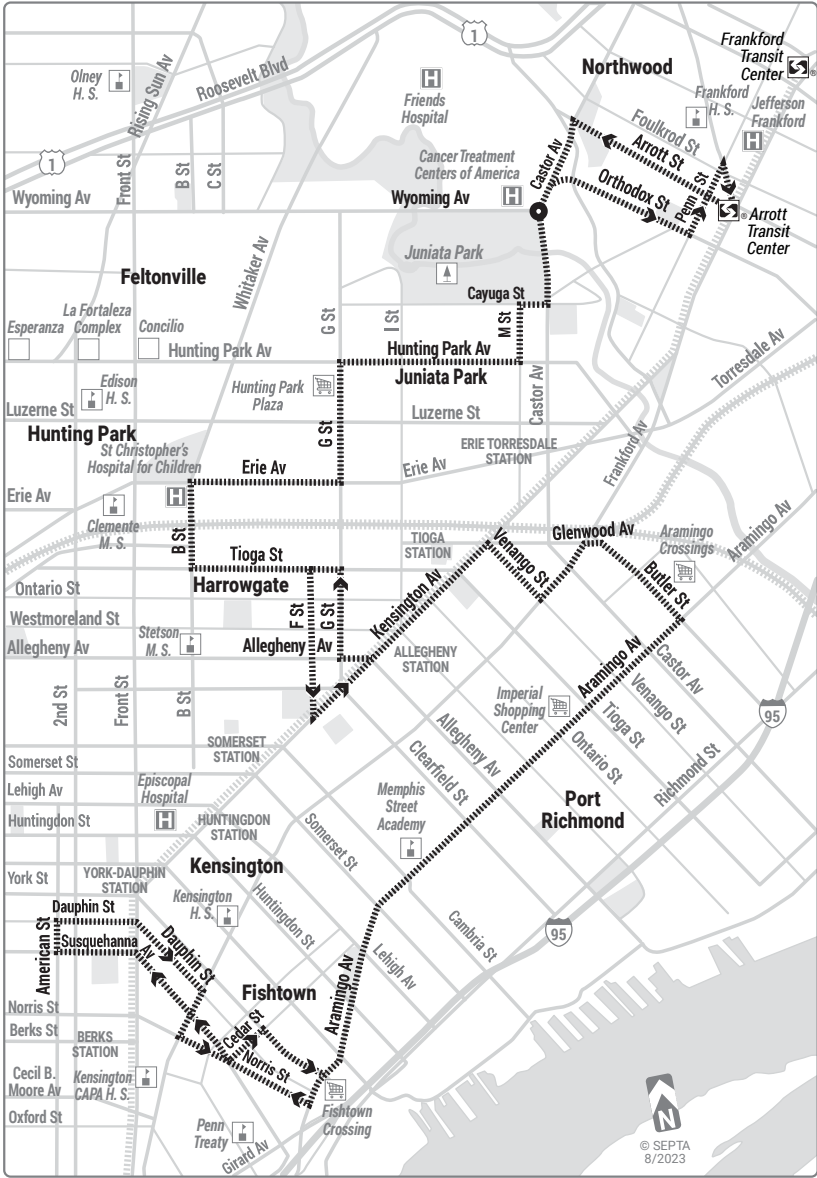 1
Frankford
Transit
Center
®
Northwood
Olney
H. S.
Rising Sun Av
Roosevelt Blvd
Friends
Hospital
Frankford
H. S.
Jefferson
Frankford
Foulkrod St
Arrott St
1
Front St
B St
C St
Cancer Treatment
Centers of America
Castor Av
Orthodox St
Penn St
Wyoming Av
Wyoming Av
®
Arrott
Transit
Center
Whitaker Av
Juniata Park
Feltonville
Cayuga St
G St
I St
M St
Esperanza
La Fortaleza
Complex
Concilio
Hunting Park Av
Hunting Park Av
Juniata Park
Torresdale Av
Edison
H. S.
Hunting Park
Plaza
Castor Av
Luzerne St
Luzerne St
Hunting Park
G St
St Christopher's
Hospital for Children
ERIE TORRESDALE
STATION
Frankford Av
Erie Av
Erie Av
Erie Av
Clemente
M. S.
B St
Glenwood Av
Aramingo
Crossings
Aramingo Av
TIOGA
STATION
Venango St
Tioga St
Butler St
Ontario St
Harrowgate
Kensington Av
F St
G St
Westmoreland St
Stetson
M. S.
Allegheny Av
Allegheny Av
ALLEGHENY
STATION
Aramingo Av
Castor Av
Venango St
Tioga St
Ontario St
2nd St
Front St
B St
Imperial
Shopping
Center
95
Allegheny Av
Clearfield St
Richmond St
SOMERSET
STATION
Somerset St
Lehigh Av
Episcopal
Hospital
Memphis
Street
Academy
Port
Richmond
Huntingdon St
HUNTINGDON
STATION
Somerset St
Kensington
York St
YORK-DAUPHIN
STATION
Kensington
H. S.
Huntingdon St
Cambria St
95
Dauphin St
American St
Susquehanna Av
Dauphin St
Lehigh Av
Fishtown
Aramingo Av
Norris St
Berks St
BERKS
STATION
Cedar St
Norris St
Cecil B.
Moore Av
Kensington
CAPA H. S.
Oxford St
Penn
Treaty
Girard Av
Fishtown
Crossing
N
© SEPTA
8/2023